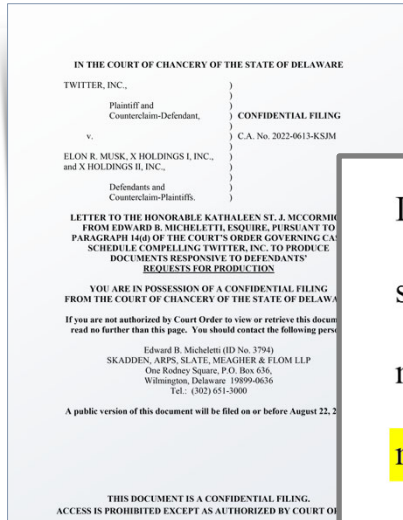 IN THE COURT OF CHANCERY OF THE STATE OF DELAWARE
TWITTER, INC., )
)
Plaintiff and )
Counterclaim-Defendant, ) CONFIDENTIAL FILING
)
v. ) C.A. No. 2022-0613-KSJM
)
ELON R. MUSK, X HOLDINGS I, INC., )
and X HOLDINGS II, INC., )
)
Defendants and )
Counterclaim-Plaintiffs. )
LETTER TO THE HONORABLE KATHALEEN ST. J. MCCORMIC
FROM EDWARD B. MICHELETTI, ESQUIRE, PURSUANT TO
PARAGRAPH 14(d) OF THE COURT'S ORDER GOVERNING CA
SCHEDULE COMPELLING TWITTER, INC. TO PRODUCE
DOCUMENTS RESPONSIVE TO DEFENDANTS'
REQUESTS FOR PRODUCTION
YOU ARE IN POSSESSION OF A CONFIDENTIAL FILING
FROM THE COURT OF CHANCERY OF THE STATE OF DELAWA
If you are not authorized by Court Order to view or retrieve this docum
read no further than this page. You should contact the following pers
Edward B. Micheletti (ID No. 3794)
SKADDEN, ARPS, SLATE, MEAGHER & FLOM LLP
One Rodney Square, P.O. Box 636,
Wilmington, Delaware 19899-0636
Tel.: (302) 651-3000
A public version of this document will be filed on or before August 22, 2
THIS DOCUMENT IS A CONFIDENTIAL FILING.
ACCESS IS PROHIBITED EXCEPT AS AUTHORIZED BY COURT O